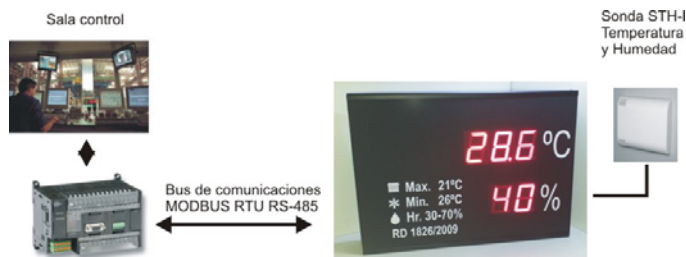 Sala control
Sonda STH-I
Temperatura
y Humedad
28.6 ºC
Max. 21ºC
40 %
Min. 26ºC
Hr. 30-70%
RD 1826/2009
Bus de comunicaciones
MODBUS RTU RS-485